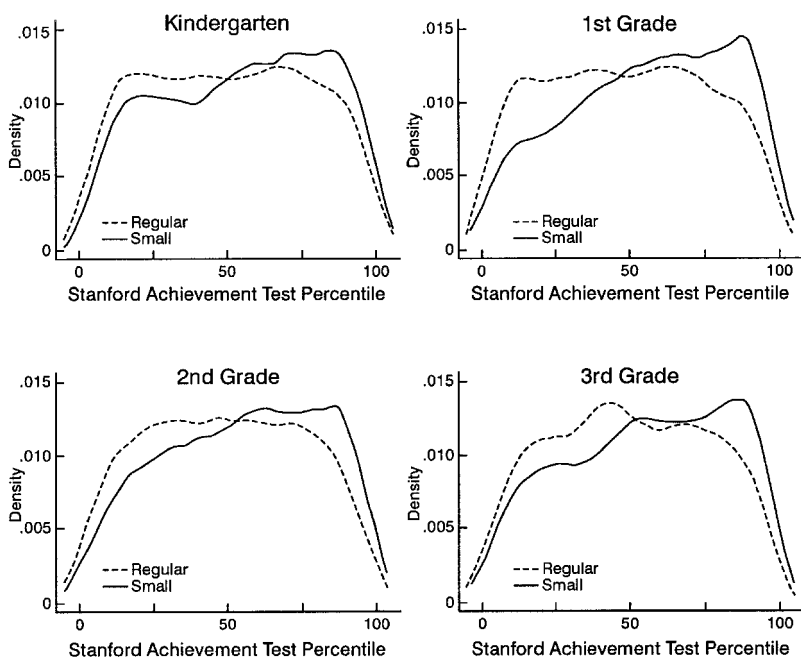 Kindergarten
.015
.010
.005
0
Density
Regular
Small
0 50 100
Stanford Achievement Test Percentile
1st Grade
.015
.010
.005
0
Density
Regular
Small
0 50 100
Stanford Achievement Test Percentile
2nd Grade
.015
.010
.005
0
Density
Regular
Small
0 50 100
Stanford Achievement Test Percentile
3rd Grade
.015
.010
.005
0
Density
Regular
Small
0 50 100
Stanford Achievement Test Percentile